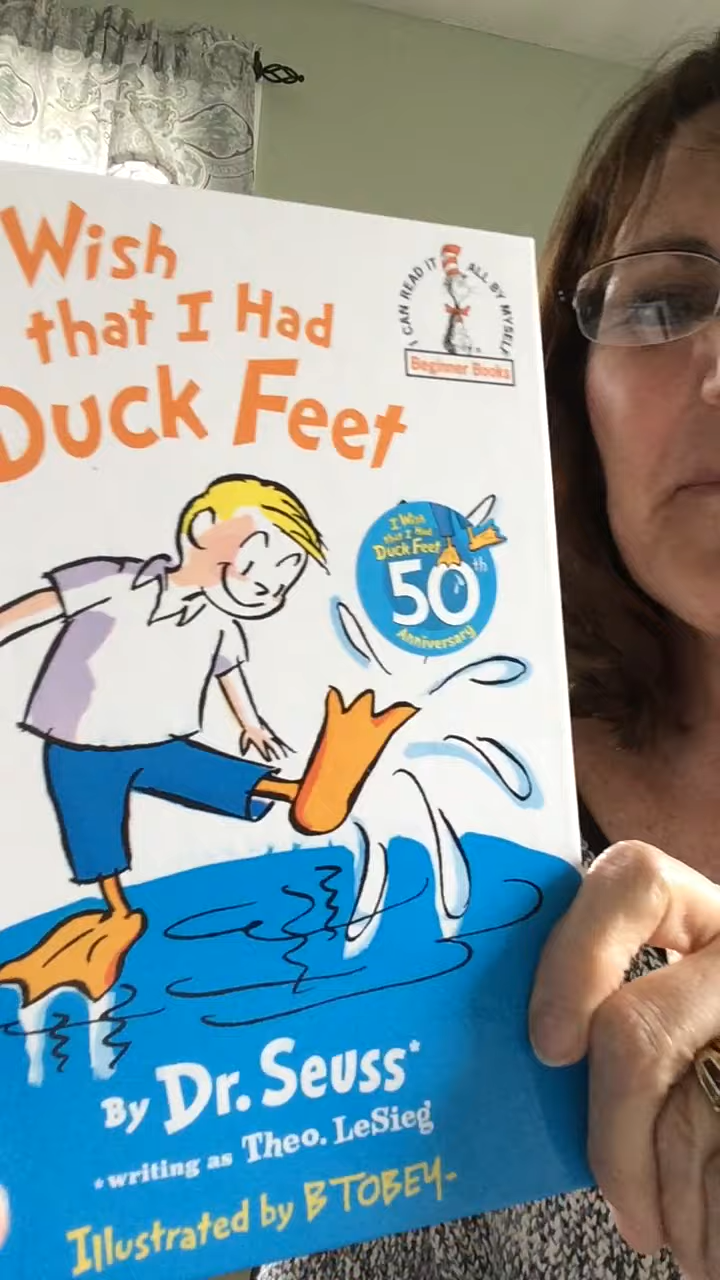 Wish
that I Had
Duck Feet
I CAN READ IT ALL BY MYSELF
Beginner Books
I Wish
that I Had
Duck Feet
50th
Anniversary
By Dr. Seuss*
*writing as Theo. LeSieg
Illustrated by B TOBEY-